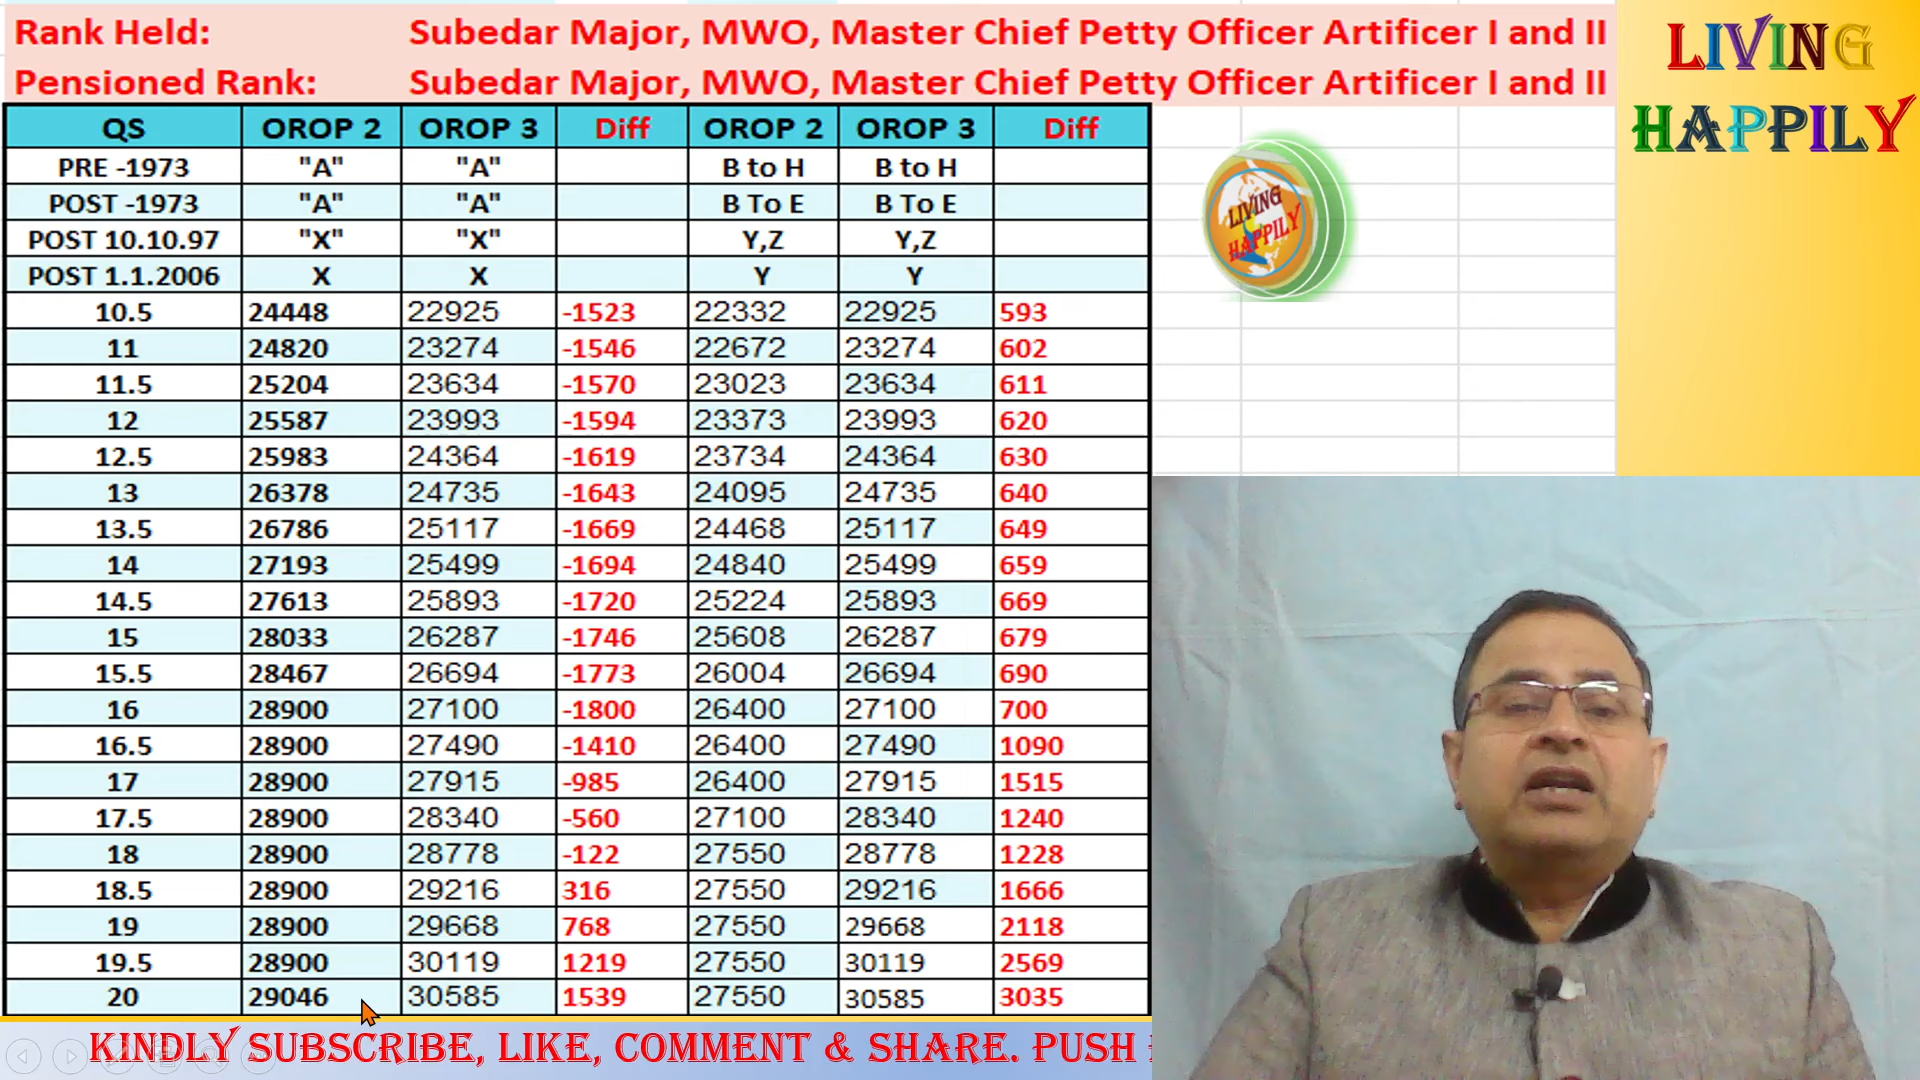 Rank Held: Subedar Major, MWO, Master Chief Petty Officer Artificer I and II
Pensioned Rank: Subedar Major, MWO, Master Chief Petty Officer Artificer I and II
LIVING
HAPPILY
QS OROP 2 OROP 3 Diff OROP 2 OROP 3 Diff
PRE -1973 "A" "A" B to H B to H
POST -1973 "A" "A" B To E B To E
POST 10.10.97 "X" "X" Y,Z Y,Z
POST 1.1.2006 X X Y Y
10.5 24448 22925 -1523 22332 22925 593
11 24820 23274 -1546 22672 23274 602
11.5 25204 23634 -1570 23023 23634 611
12 25587 23993 -1594 23373 23993 620
12.5 25983 24364 -1619 23734 24364 630
13 26378 24735 -1643 24095 24735 640
13.5 26786 25117 -1669 24468 25117 649
14 27193 25499 -1694 24840 25499 659
14.5 27613 25893 -1720 25224 25893 669
15 28033 26287 -1746 25608 26287 679
15.5 28467 26694 -1773 26004 26694 690
16 28900 27100 -1800 26400 27100 700
16.5 28900 27490 -1410 26400 27490 1090
17 28900 27915 -985 26400 27915 1515
17.5 28900 28340 -560 27100 28340 1240
18 28900 28778 -122 27550 28778 1228
18.5 28900 29216 316 27550 29216 1666
19 28900 29668 768 27550 29668 2118
19.5 28900 30119 1219 27550 30119 2569
20 29046 30585 1539 27550 30585 3035
LIVING
HAPPILY
KINDLY SUBSCRIBE, LIKE, COMMENT & SHARE. PUSH